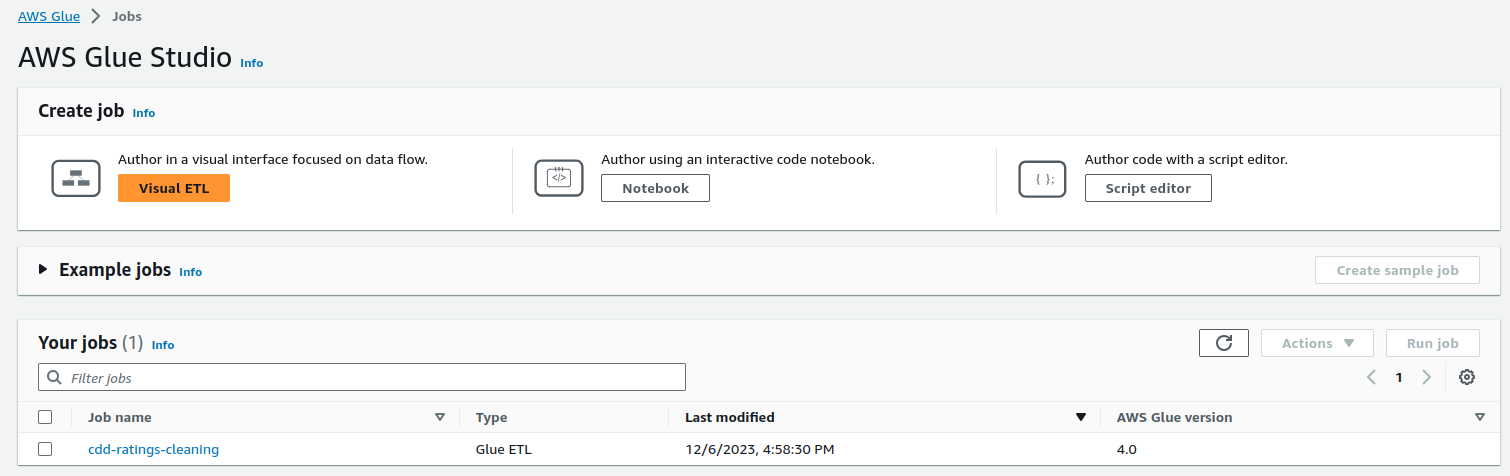 AWS Glue > Jobs
AWS Glue Studio Info
Create job Info
Author in a visual interface focused on data flow.
Visual ETL
</>
Author using an interactive code notebook.
Notebook
{ };
Author code with a script editor.
Script editor
Example jobs Info
Create sample job
Your jobs (1) Info
Actions
Run job
Filter jobs
1
Job name Type Last modified AWS Glue version
cdd-ratings-cleaning Glue ETL 12/6/2023, 4:58:30 PM 4.0